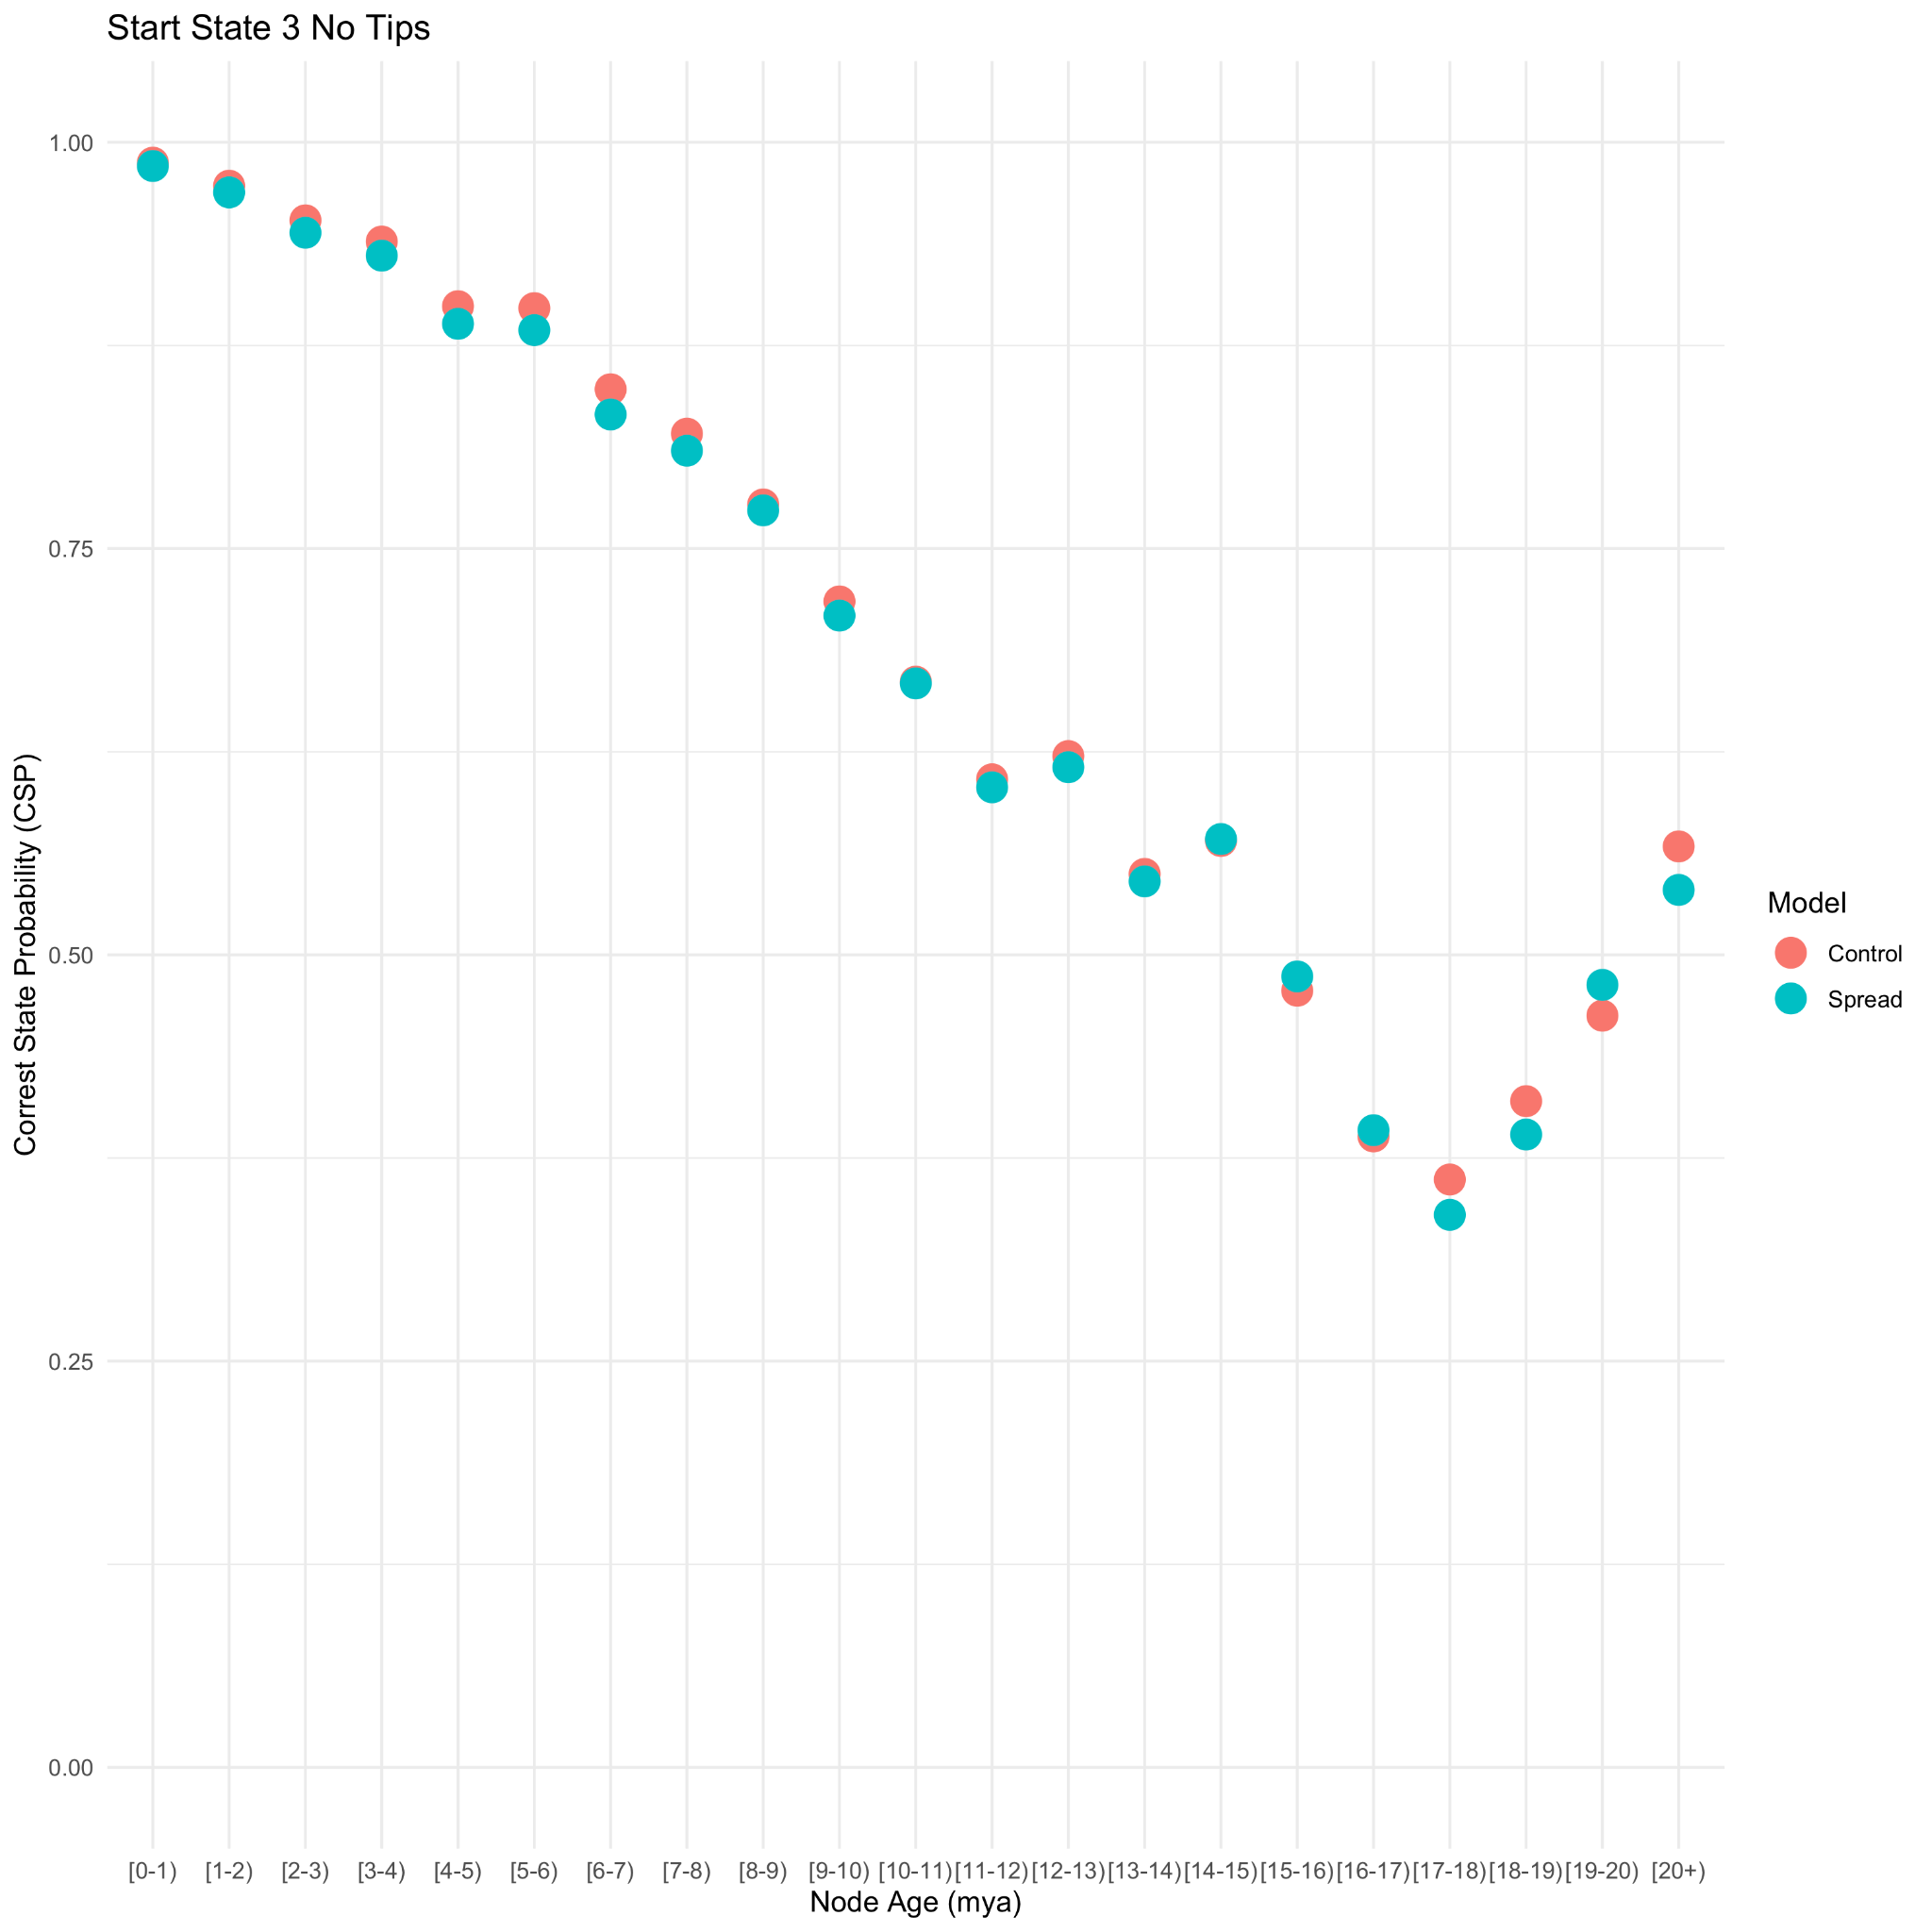 Start State 3 No Tips
Correst State Probability (CSP)
1.00
0.75
0.50
0.25
0.00
[0-1) [1-2) [2-3) [3-4) [4-5) [5-6) [6-7) [7-8) [8-9) [9-10) [10-11) [11-12) [12-13) [13-14) [14-15) [15-16) [16-17) [17-18) [18-19) [19-20) [20+)
Node Age (mya)
Model
Control
Spread